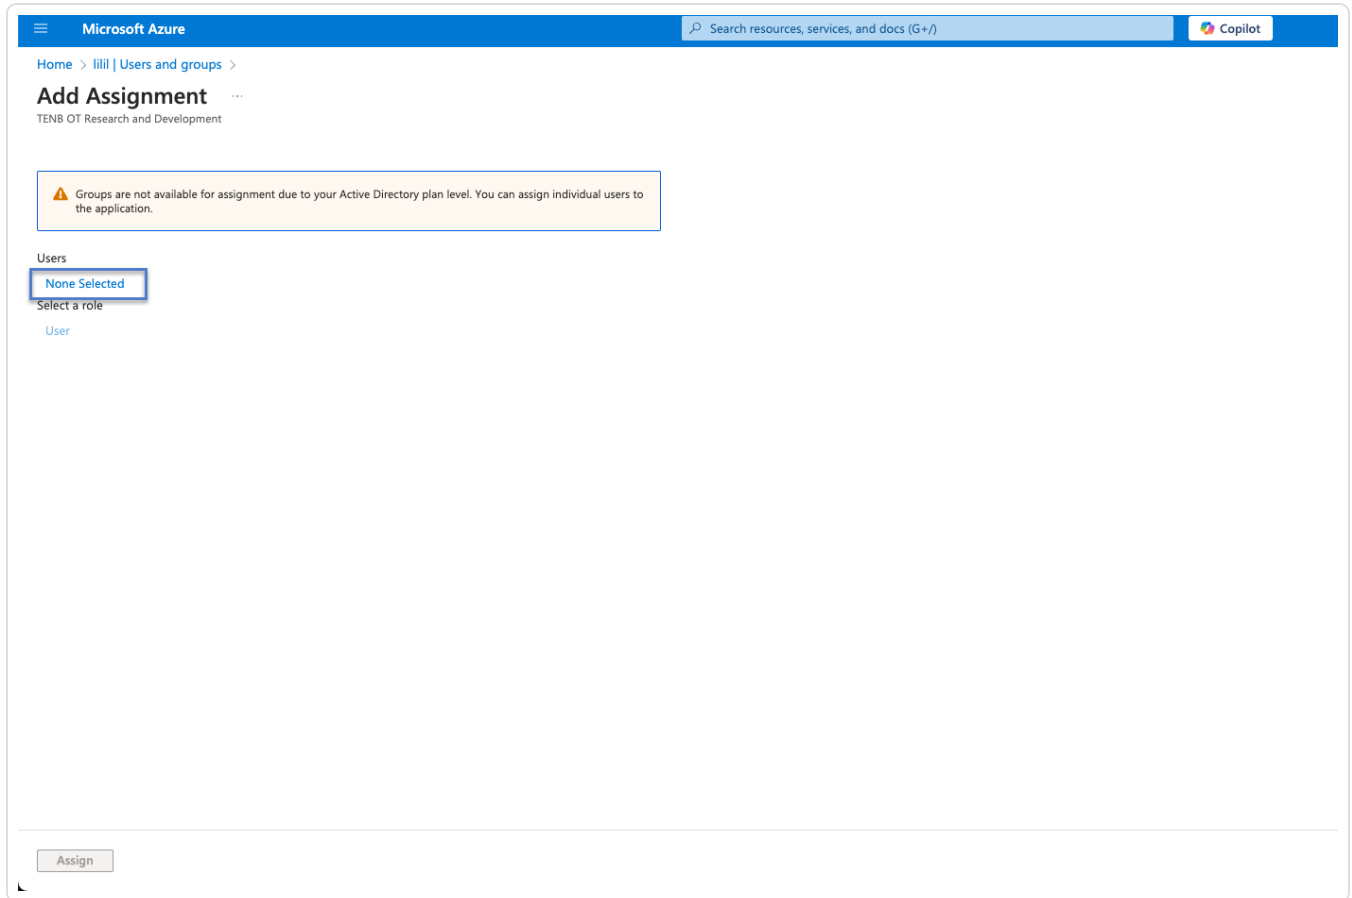 Microsoft Azure
Search resources, services, and docs (G+/)
Copilot
Home > lilil | Users and groups >
Add Assignment ...
TENB OT Research and Development
Groups are not available for assignment due to your Active Directory plan level. You can assign individual users to
the application.
Users
None Selected
Select a role
User
Assign